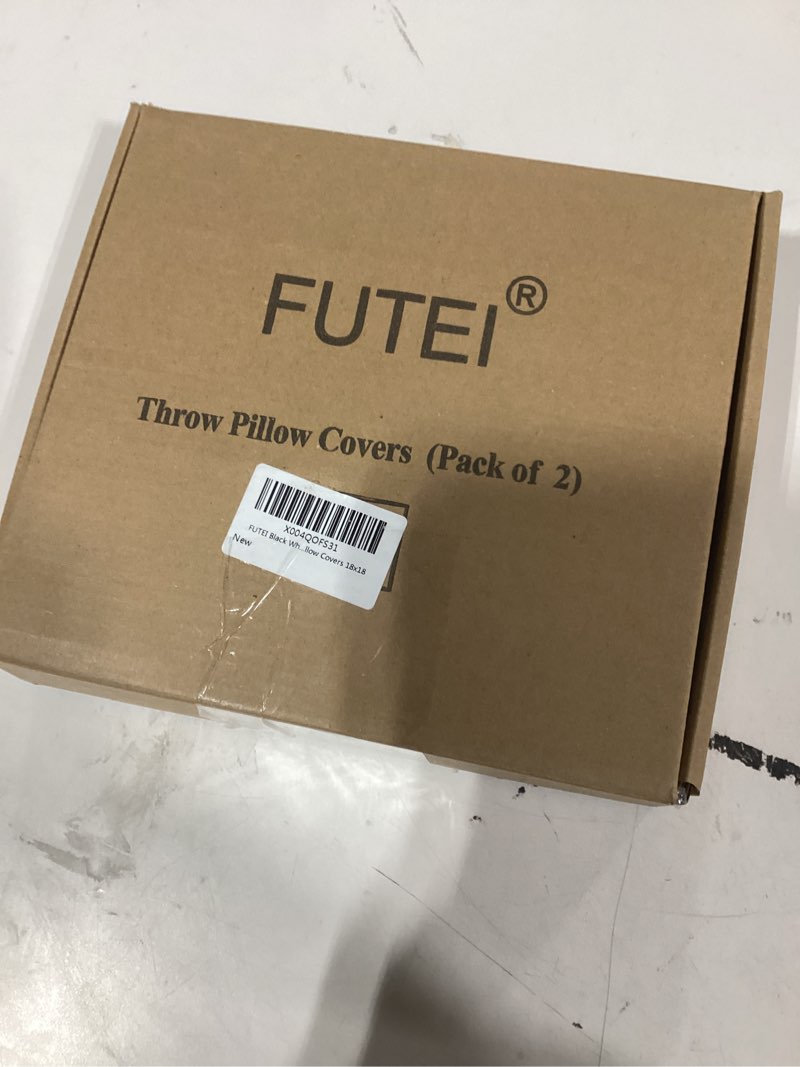 FUTEI®
Throw Pillow Covers (Pack of 2)
X004QOFS31
FUTEI Black Wh...llow Covers 18x18
New